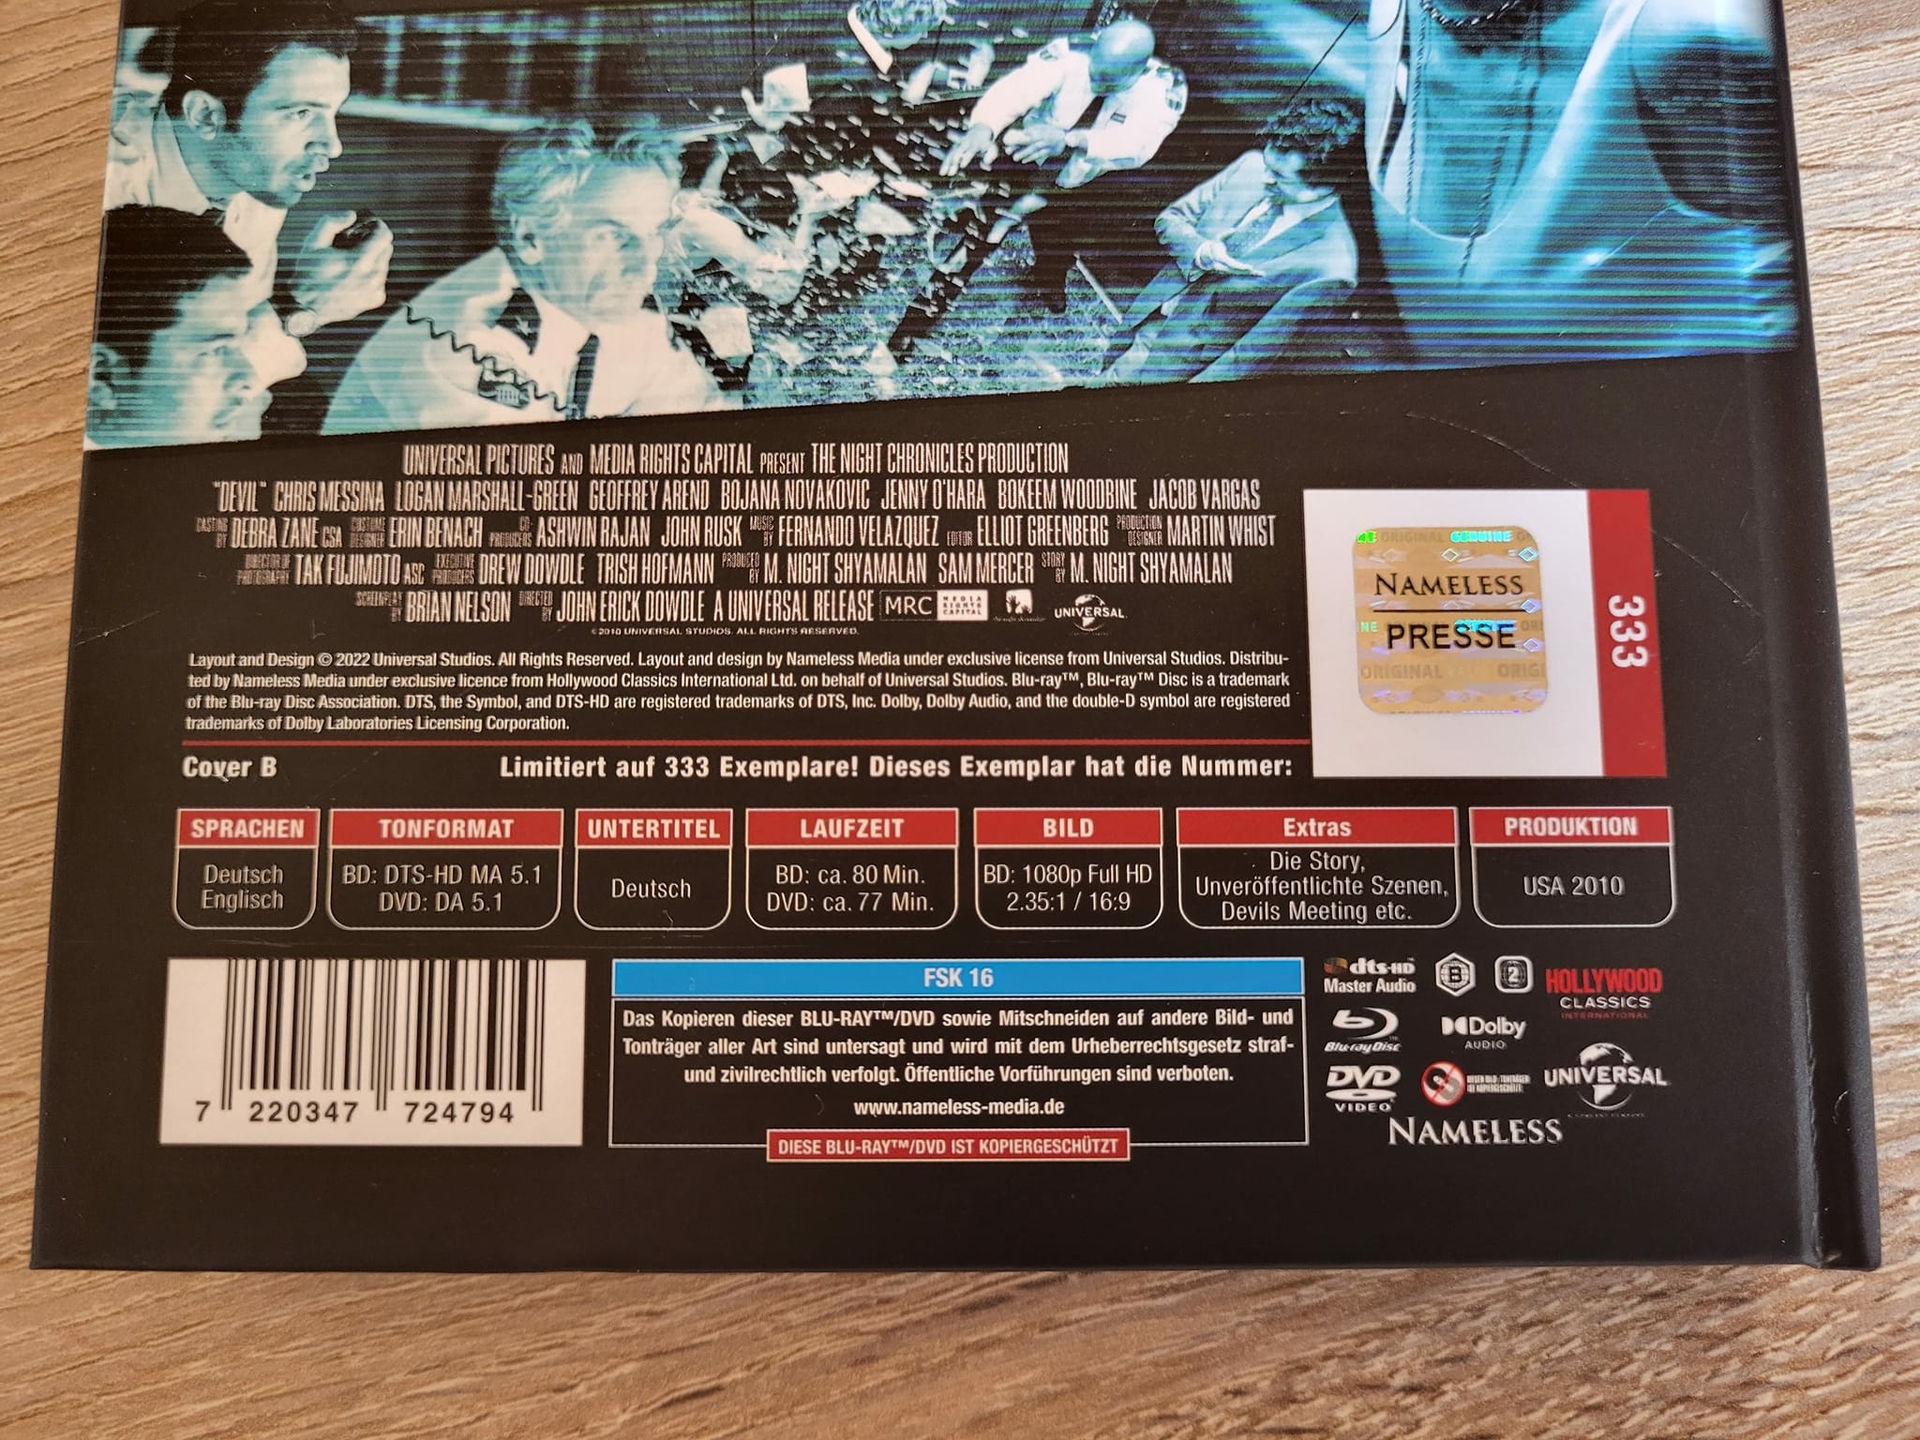 UNIVERSAL PICTURES AND MEDIA RIGHTS CAPITAL PRESENT THE NIGHT CHRONICLES PRODUCTION
"DEVIL" CHRIS MESSINA LOGAN MARSHALL-GREEN GEOFFREY AREND BOJANA NOVAKOVIC JENNY O'HARA BOKEEM WOODBINE JACOB VARGAS
CASTING BY DEBRA ZANE CSA COSTUME DESIGNER ERIN BENACH CO-PRODUCERS ASHWIN RAJAN JOHN RUSK MUSIC BY FERNANDO VELAZQUEZ EDITOR ELLIOT GREENBERG PRODUCTION DESIGNER MARTIN WHIST
DIRECTOR OF PHOTOGRAPHY TAK FUJIMOTO ASC EXECUTIVE PRODUCERS DREW DOWDLE TRISH HOFMANN PRODUCED BY M. NIGHT SHYAMALAN SAM MERCER STORY BY M. NIGHT SHYAMALAN
SCREENPLAY BY BRIAN NELSON DIRECTED BY JOHN ERICK DOWDLE A UNIVERSAL RELEASE MRC MEDIA RIGHTS CAPITAL UNIVERSAL
©2010 UNIVERSAL STUDIOS. ALL RIGHTS RESERVED.
Layout and Design © 2022 Universal Studios. All Rights Reserved. Layout and design by Nameless Media under exclusive license from Universal Studios. Distribu-
ted by Nameless Media under exclusive licence from Hollywood Classics International Ltd. on behalf of Universal Studios. Blu-ray™, Blu-ray™ Disc is a trademark
of the Blu-ray Disc Association. DTS, the Symbol, and DTS-HD are registered trademarks of DTS, Inc. Dolby, Dolby Audio, and the double-D symbol are registered
trademarks of Dolby Laboratories Licensing Corporation.
ORIGINAL GENUINE
NAMELESS
PRESSE
ORIGINAL ORIGI
333
Cover B
Limitiert auf 333 Exemplare! Dieses Exemplar hat die Nummer:
SPRACHEN
Deutsch
Englisch
TONFORMAT
BD: DTS-HD MA 5.1
DVD: DA 5.1
UNTERTITEL
Deutsch
LAUFZEIT
BD: ca. 80 Min.
DVD: ca. 77 Min.
BILD
BD: 1080p Full HD
2.35:1 / 16:9
Extras
Die Story,
Unveröffentlichte Szenen,
Devils Meeting etc.
PRODUKTION
USA 2010
7 220347 724794
FSK 16
Das Kopieren dieser BLU-RAY™/DVD sowie Mitschneiden auf andere Bild- und
Tonträger aller Art sind untersagt und wird mit dem Urheberrechtsgesetz straf-
und zivilrechtlich verfolgt. Öffentliche Vorführungen sind verboten.
www.nameless-media.de
DIESE BLU-RAY™/DVD IST KOPIERGESCHÜTZT
dts-HD
Master Audio
B
2
HOLLYWOOD
CLASSICS
INTERNATIONAL
Blu-ray Disc
Dolby
AUDIO
DVD
VIDEO
UNIVERSAL
NAMELESS